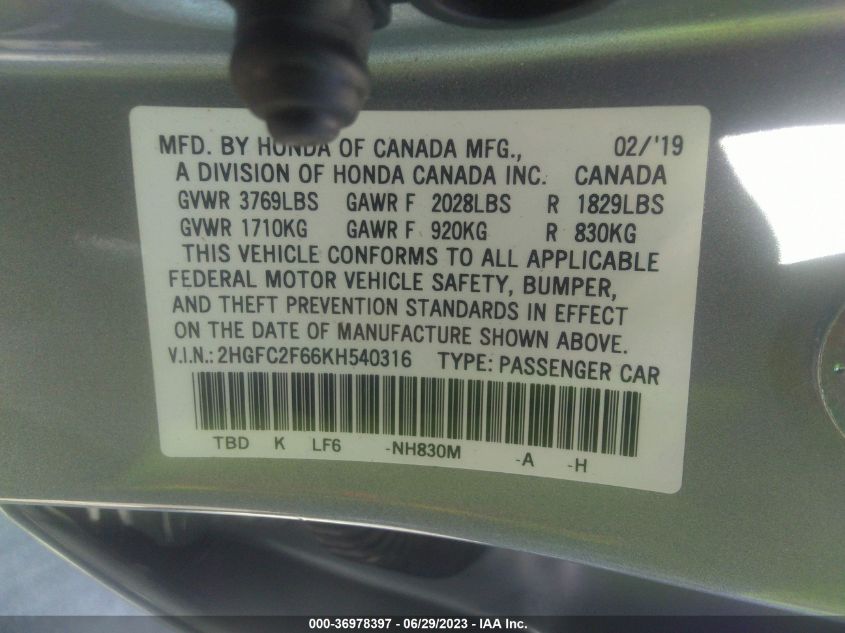 MFD. BY HONDA OF CANADA MFG., 02/'19
A DIVISION OF HONDA CANADA INC. CANADA
GVWR 3769LBS GAWR F 2028LBS R 1829LBS
GVWR 1710KG GAWR F 920KG R 830KG
THIS VEHICLE CONFORMS TO ALL APPLICABLE
FEDERAL MOTOR VEHICLE SAFETY, BUMPER,
AND THEFT PREVENTION STANDARDS IN EFFECT
ON THE DATE OF MANUFACTURE SHOWN ABOVE.
V.I.N.: 2HGFC2F66KH540316 TYPE: PASSENGER CAR
TBD K LF6 -NH830M -A -H
000-36978397 - 06/29/2023 - IAA Inc.